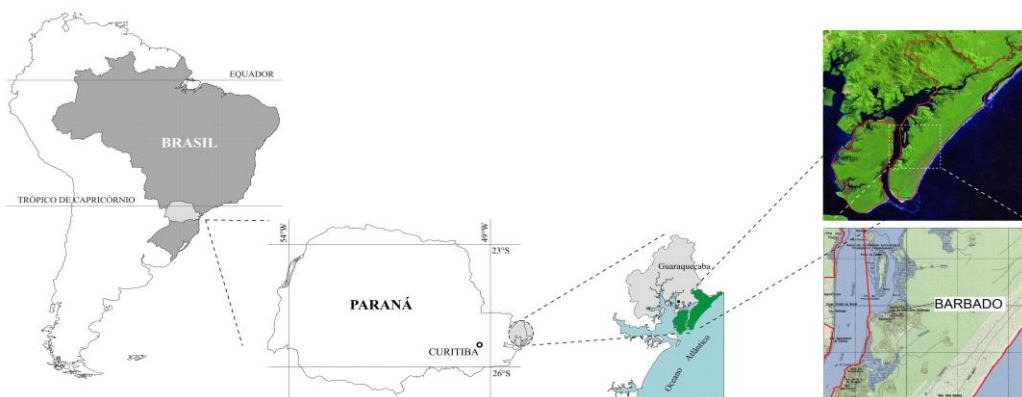 EQUADOR
BRASIL
TRÓPICO DE CAPRICÓRNIO
54°W
49°W
23°S
PARANÁ
CURITIBA
26°S
Guaraqueçaba
Oceano Atlântico
BARBADO